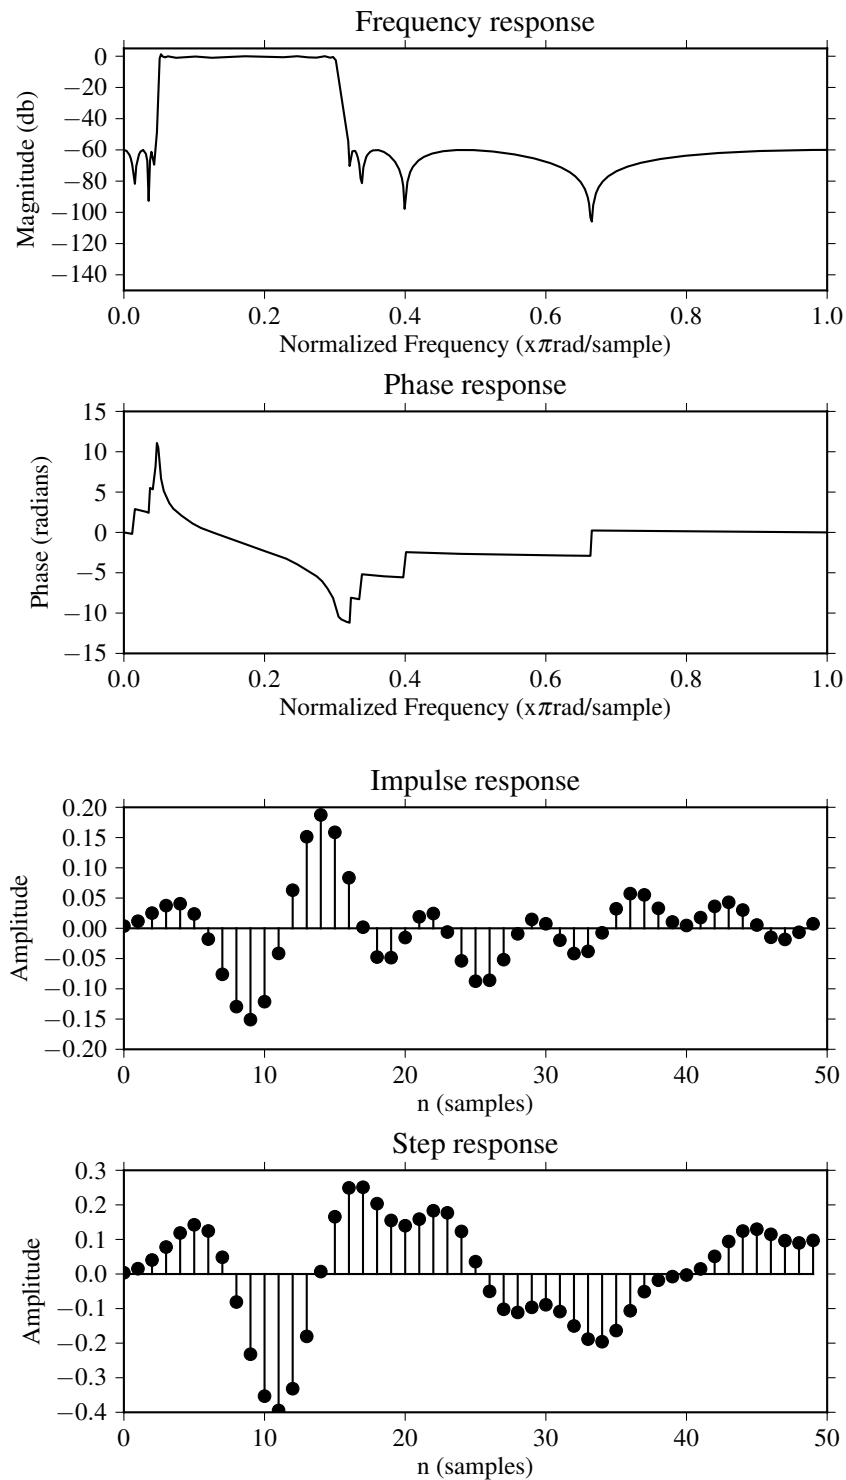 Frequency response
0
−20
−40
−60
−80
−100
−120
−140
Magnitude (db)
0.0 0.2 0.4 0.6 0.8 1.0
Normalized Frequency (xπrad/sample)
Phase response
15
10
5
0
−5
−10
−15
Phase (radians)
0.0 0.2 0.4 0.6 0.8 1.0
Normalized Frequency (xπrad/sample)
Impulse response
0.20
0.15
0.10
0.05
0.00
−0.05
−0.10
−0.15
−0.20
Amplitude
0 10 20 30 40 50
n (samples)
Step response
0.3
0.2
0.1
0.0
−0.1
−0.2
−0.3
−0.4
Amplitude
0 10 20 30 40 50
n (samples)